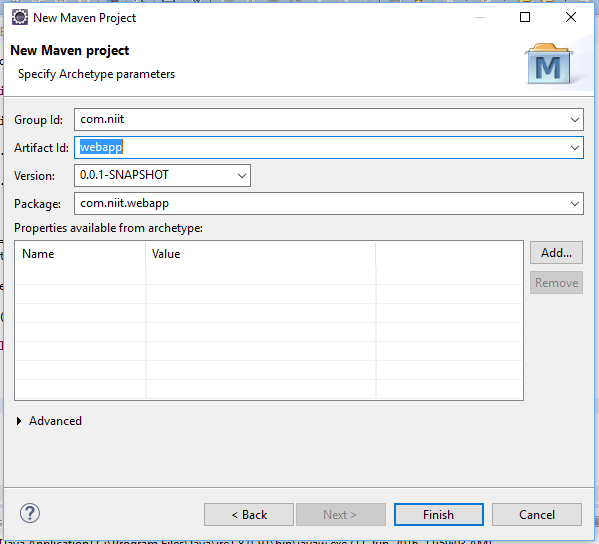 New Maven Project
New Maven project
Specify Archetype parameters
M
Group Id: com.niit
Artifact Id: webapp
Version: 0.0.1-SNAPSHOT
Package: com.niit.webapp
Properties available from archetype:
Name Value
Add...
Remove
Advanced
? < Back Next > Finish Cancel